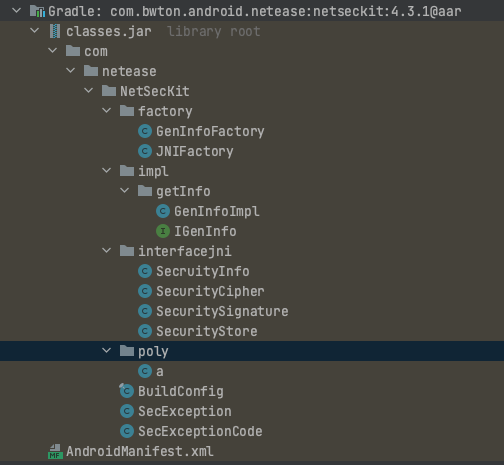 Gradle: com.bwton.android.netease:netseckit:4.3.1@aar
classes.jar library root
com
netease
NetSecKit
factory
C GenInfoFactory
C JNIFactory
impl
getInfo
C GenInfoImpl
I IGenInfo
interfacejni
C SecruityInfo
C SecurityCipher
C SecuritySignature
C SecurityStore
poly
C a
C BuildConfig
C SecException
C SecExceptionCode
MF AndroidManifest.xml